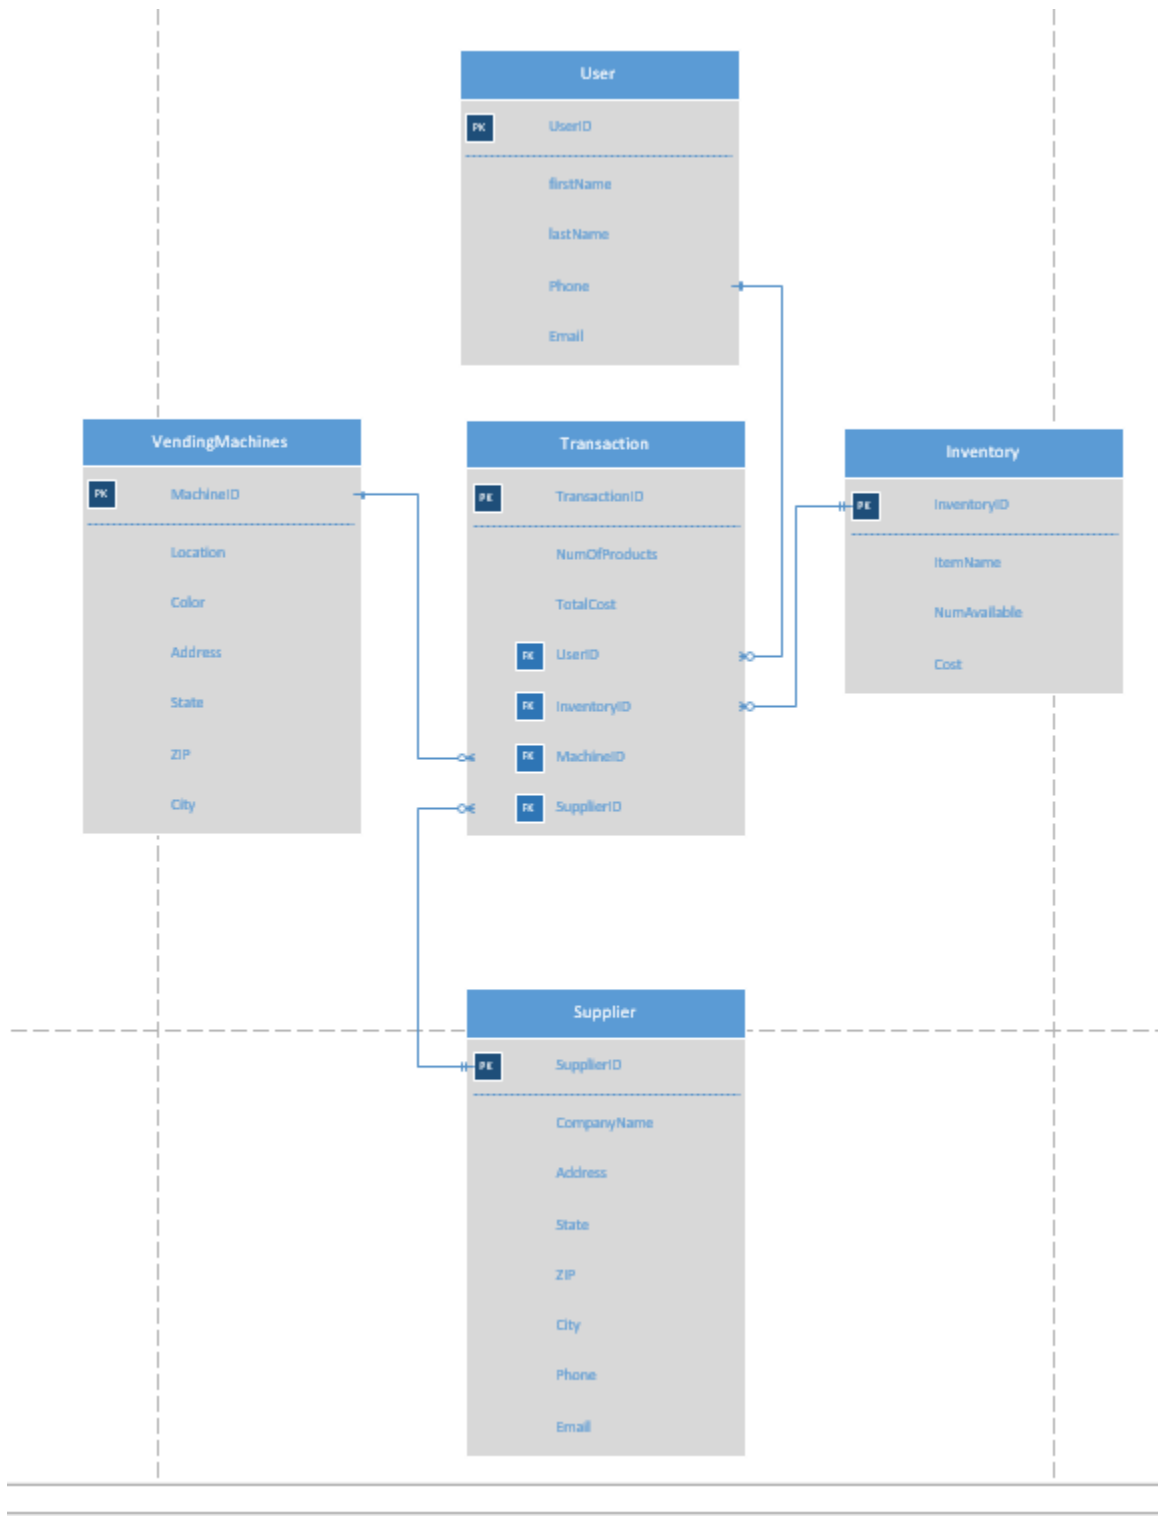 User
PK UserID
firstName
lastName
Phone
Email
VendingMachines
PK MachineID
Location
Color
Address
State
ZIP
City
Transaction
PK TransactionID
NumOfProducts
TotalCost
FK UserID
FK InventoryID
FK MachineID
FK SupplierID
Inventory
PK InventoryID
ItemName
NumAvailable
Cost
Supplier
PK SupplierID
CompanyName
Address
State
ZIP
City
Phone
Email